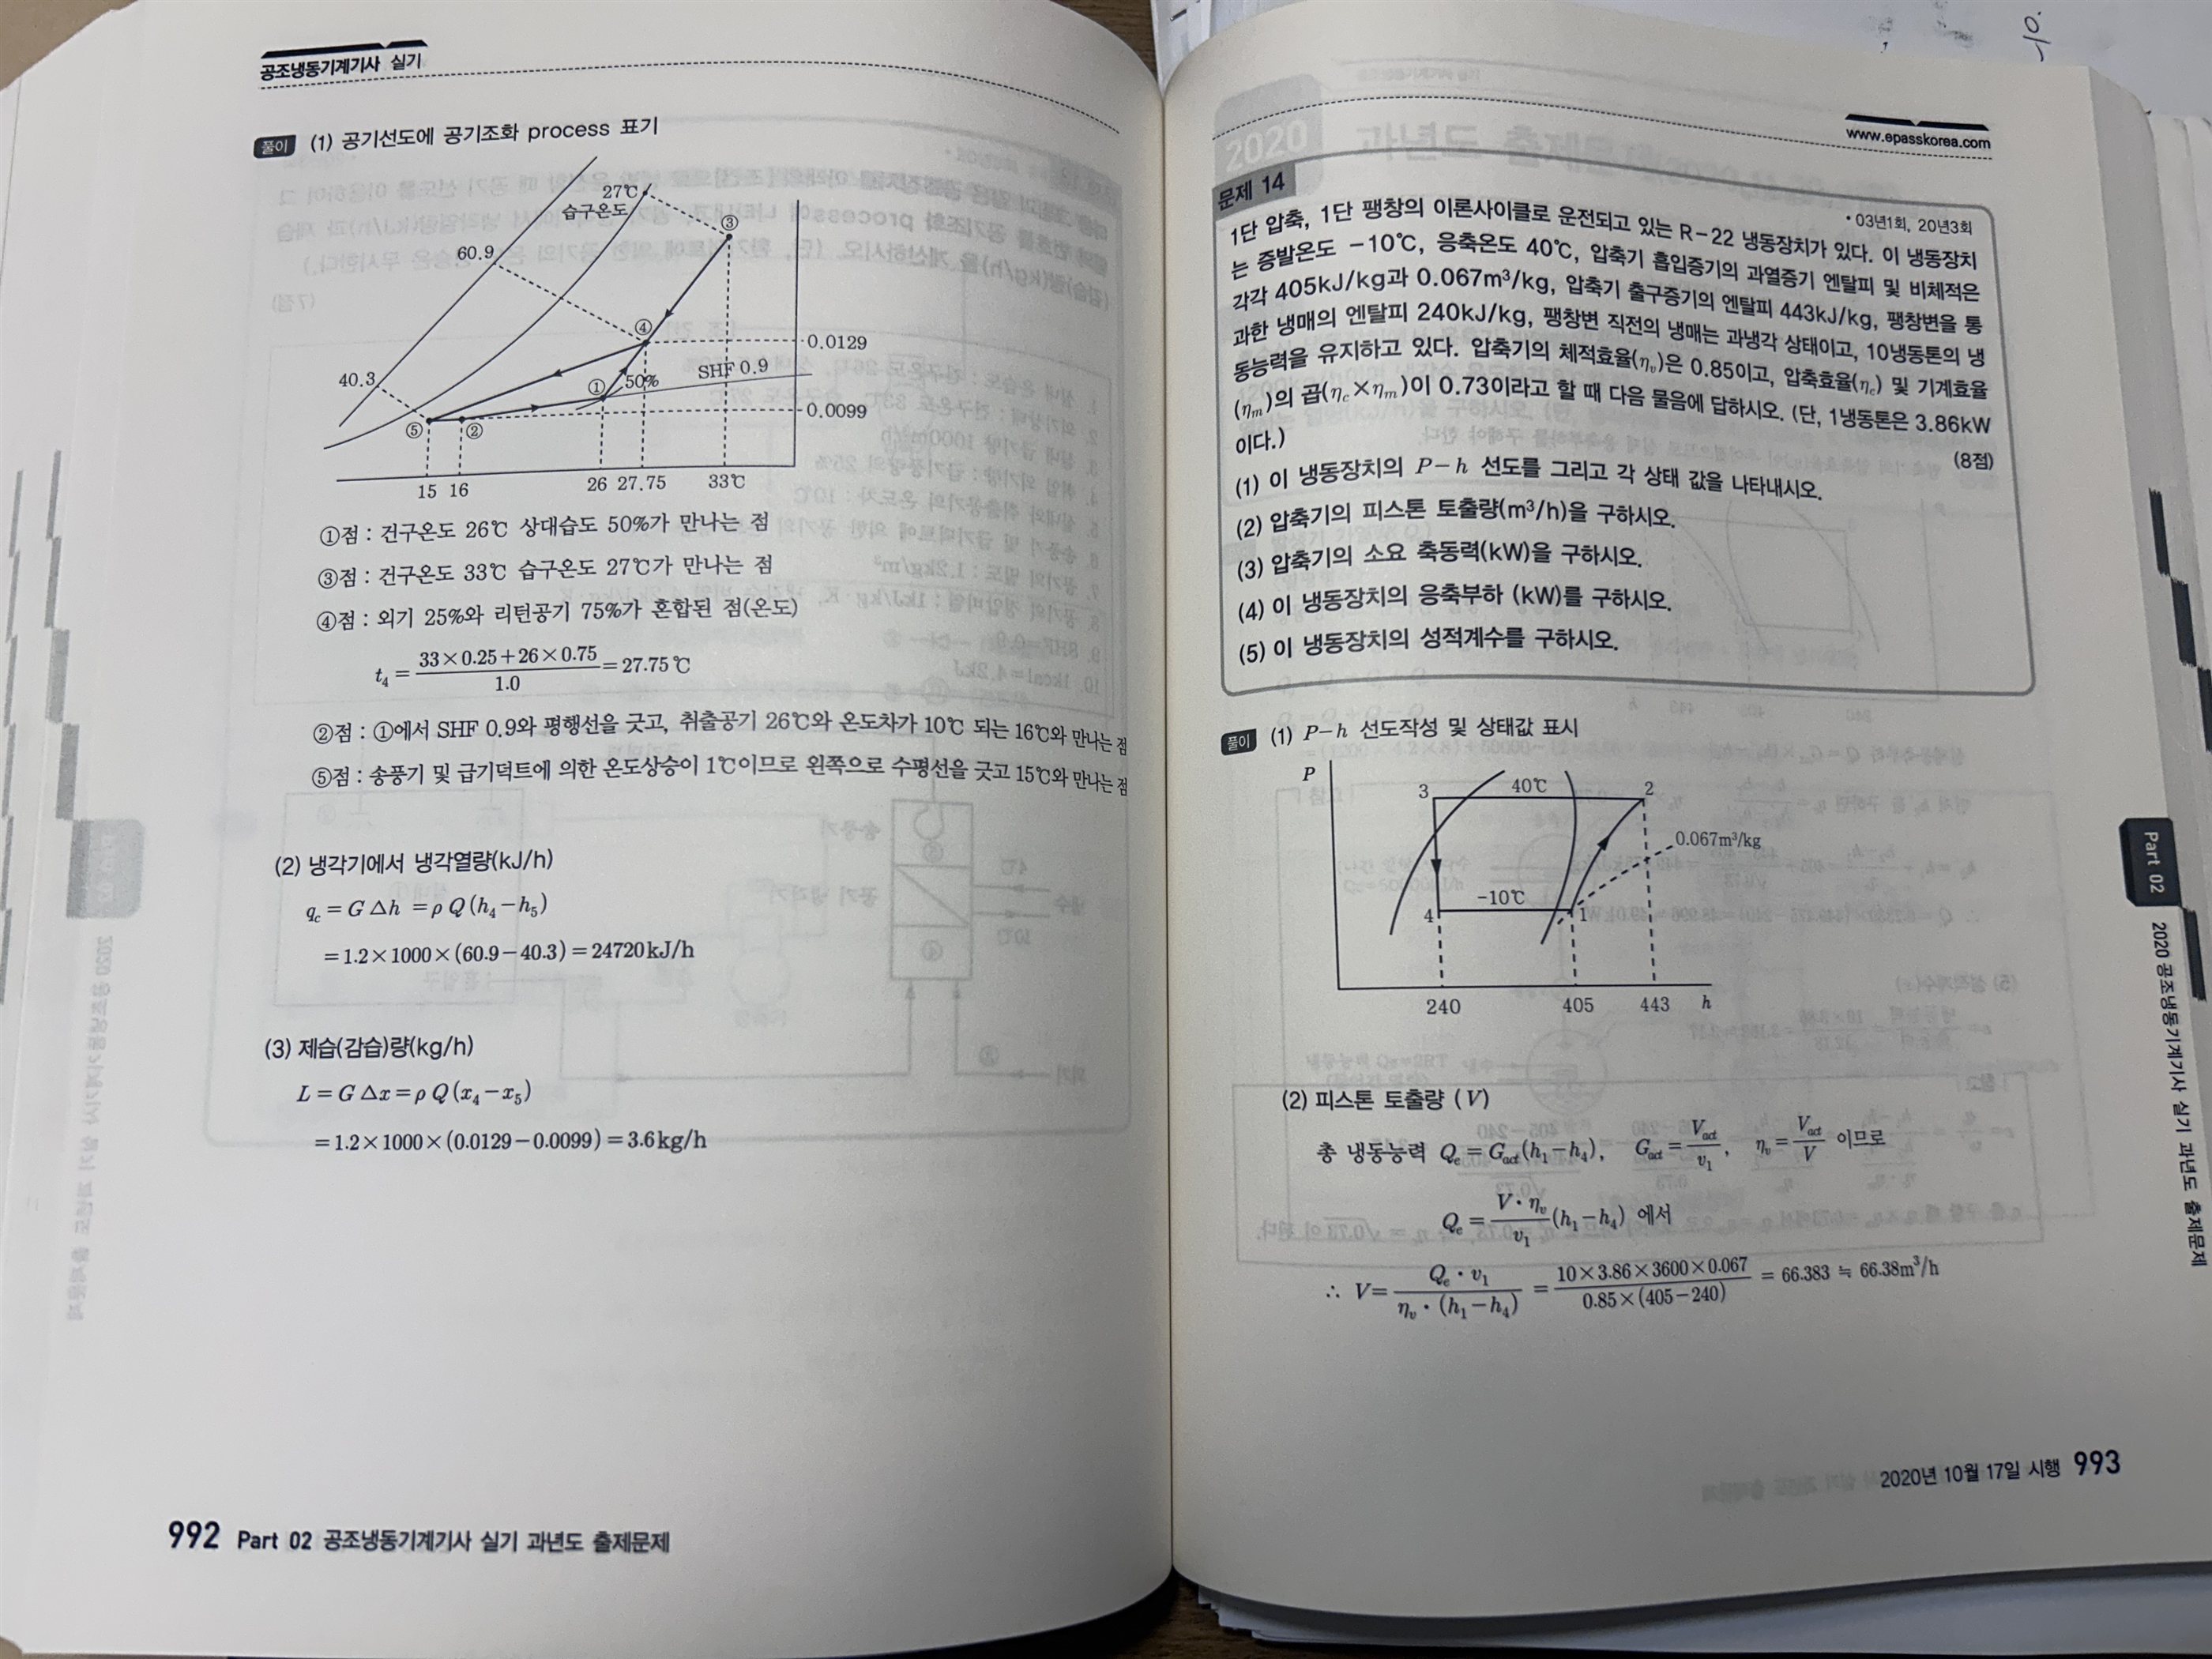 공조냉동기계기사 실기
풀이 (1) 공기선도에 공기조화 process 표기
27℃
습구온도
③
60.9
④
0.0129
40.3
① 50%
SHF 0.9
0.0099
⑤ ②
15 16 26 27.75 33℃
①점 : 건구온도 26℃ 상대습도 50%가 만나는 점
③점 : 건구온도 33℃ 습구온도 27℃가 만나는 점
④점 : 외기 25%와 리턴공기 75%가 혼합된 점(온도)
t₄ = (33×0.25+26×0.75)/1.0 = 27.75℃
②점 : ①에서 SHF 0.9와 평행선을 긋고, 취출공기 26℃와 온도차가 10℃ 되는 16℃와 만나는 점
⑤점 : 송풍기 및 급기덕트에 의한 온도상승이 1℃이므로 왼쪽으로 수평선을 긋고 15℃와 만나는 점
(2) 냉각기에서 냉각열량(kJ/h)
q_c = G △h = ρ Q (h₄−h₅)
= 1.2×1000×(60.9−40.3) = 24720kJ/h
(3) 제습(감습)량(kg/h)
L = G △x = ρ Q (x₄−x₅)
= 1.2×1000×(0.0129−0.0099) = 3.6kg/h
992 Part 02 공조냉동기계기사 실기 과년도 출제문제
www.epasskorea.com
문제 14
• 03년1회, 20년3회
1단 압축, 1단 팽창의 이론사이클로 운전되고 있는 R-22 냉동장치가 있다. 이 냉동장치
는 증발온도 −10℃, 응축온도 40℃, 압축기 흡입증기의 과열증기 엔탈피 및 비체적은
각각 405kJ/kg과 0.067m³/kg, 압축기 출구증기의 엔탈피 443kJ/kg, 팽창변을 통
과한 냉매의 엔탈피 240kJ/kg, 팽창변 직전의 냉매는 과냉각 상태이고, 10냉동톤의 냉
동능력을 유지하고 있다. 압축기의 체적효율(η_v)은 0.85이고, 압축효율(η_c) 및 기계효율
(η_m)의 곱(η_c×η_m)이 0.73이라고 할 때 다음 물음에 답하시오. (단, 1냉동톤은 3.86kW
이다.)
(8점)
(1) 이 냉동장치의 P−h 선도를 그리고 각 상태 값을 나타내시오.
(2) 압축기의 피스톤 토출량(m³/h)을 구하시오.
(3) 압축기의 소요 축동력(kW)을 구하시오.
(4) 이 냉동장치의 응축부하 (kW)를 구하시오.
(5) 이 냉동장치의 성적계수를 구하시오.
풀이 (1) P−h 선도작성 및 상태값 표시
P
3 40℃ 2
0.067m³/kg
4 −10℃ 1
240 405 443 h
(2) 피스톤 토출량 (V)
총 냉동능력 Q_e = G_act(h₁−h₄), G_act = V_act/v₁, η_v = V_act/V 이므로
Q_e = (V·η_v)/v₁ (h₁−h₄) 에서
∴ V = (Q_e·v₁)/(η_v·(h₁−h₄)) = (10×3.86×3600×0.067)/(0.85×(405−240)) = 66.383 ≒ 66.38m³/h
Part 02
2020 공조냉동기계기사 실기 과년도 출제문제
2020년 10월 17일 시행 993